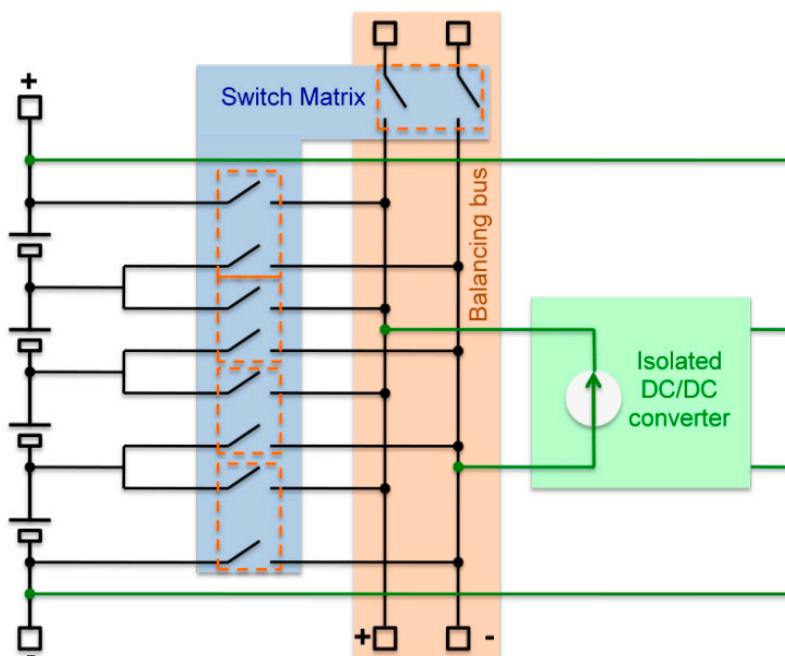 +
Switch Matrix
Balancing bus
Isolated
DC/DC
converter
+
-
-